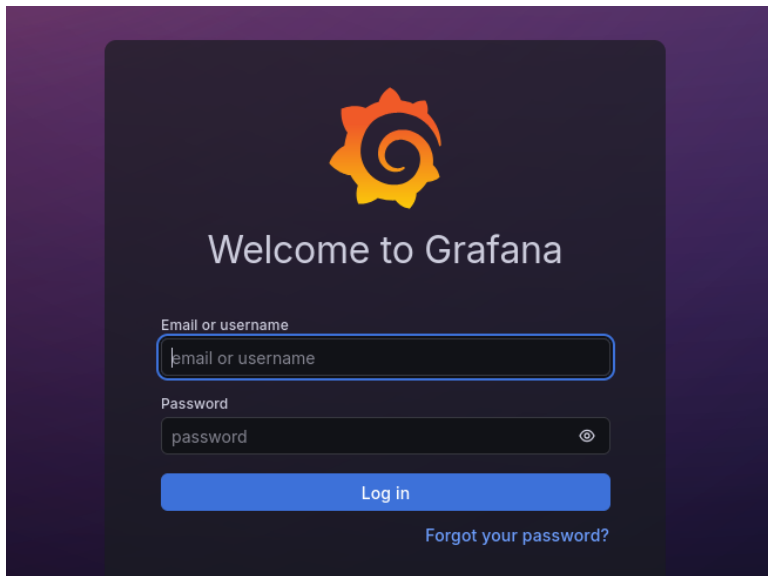 Welcome to Grafana
Email or username
email or username
Password
password
Log in
Forgot your password?